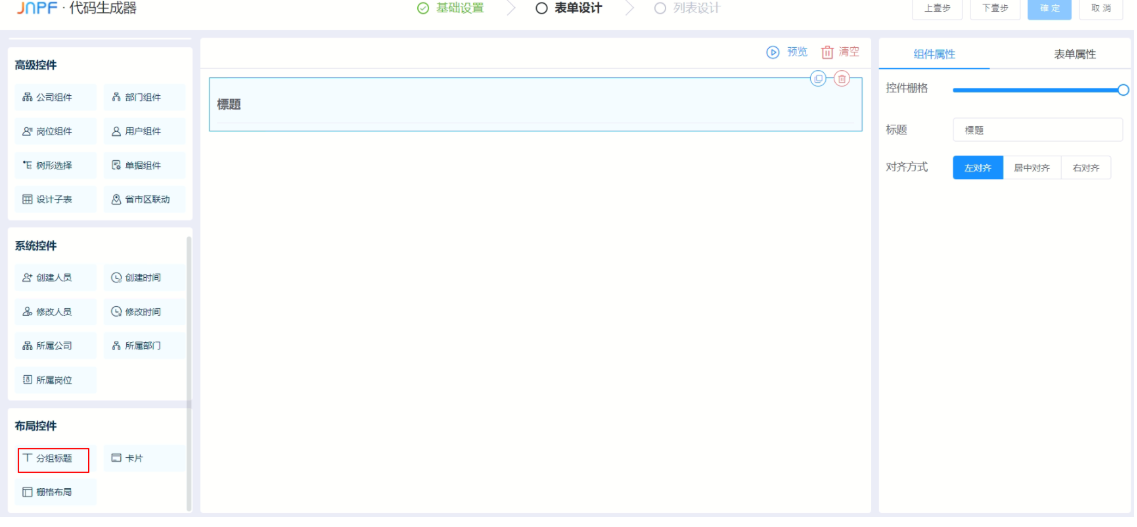 JNPF · 代码生成器
基础设置
表单设计
列表设计
上壹步
下壹步
確定
取消
高级控件
公司组件
部门组件
岗位组件
用户组件
树形选择
单据组件
设计子表
省市区联动
系统控件
创建人员
创建时间
修改人员
修改时间
所属公司
所属部门
所属岗位
布局控件
分组标题
卡片
栅格布局
预览
清空
標題
组件属性
表单属性
控件栅格
标题
標题
对齐方式
左对齐
居中对齐
右对齐